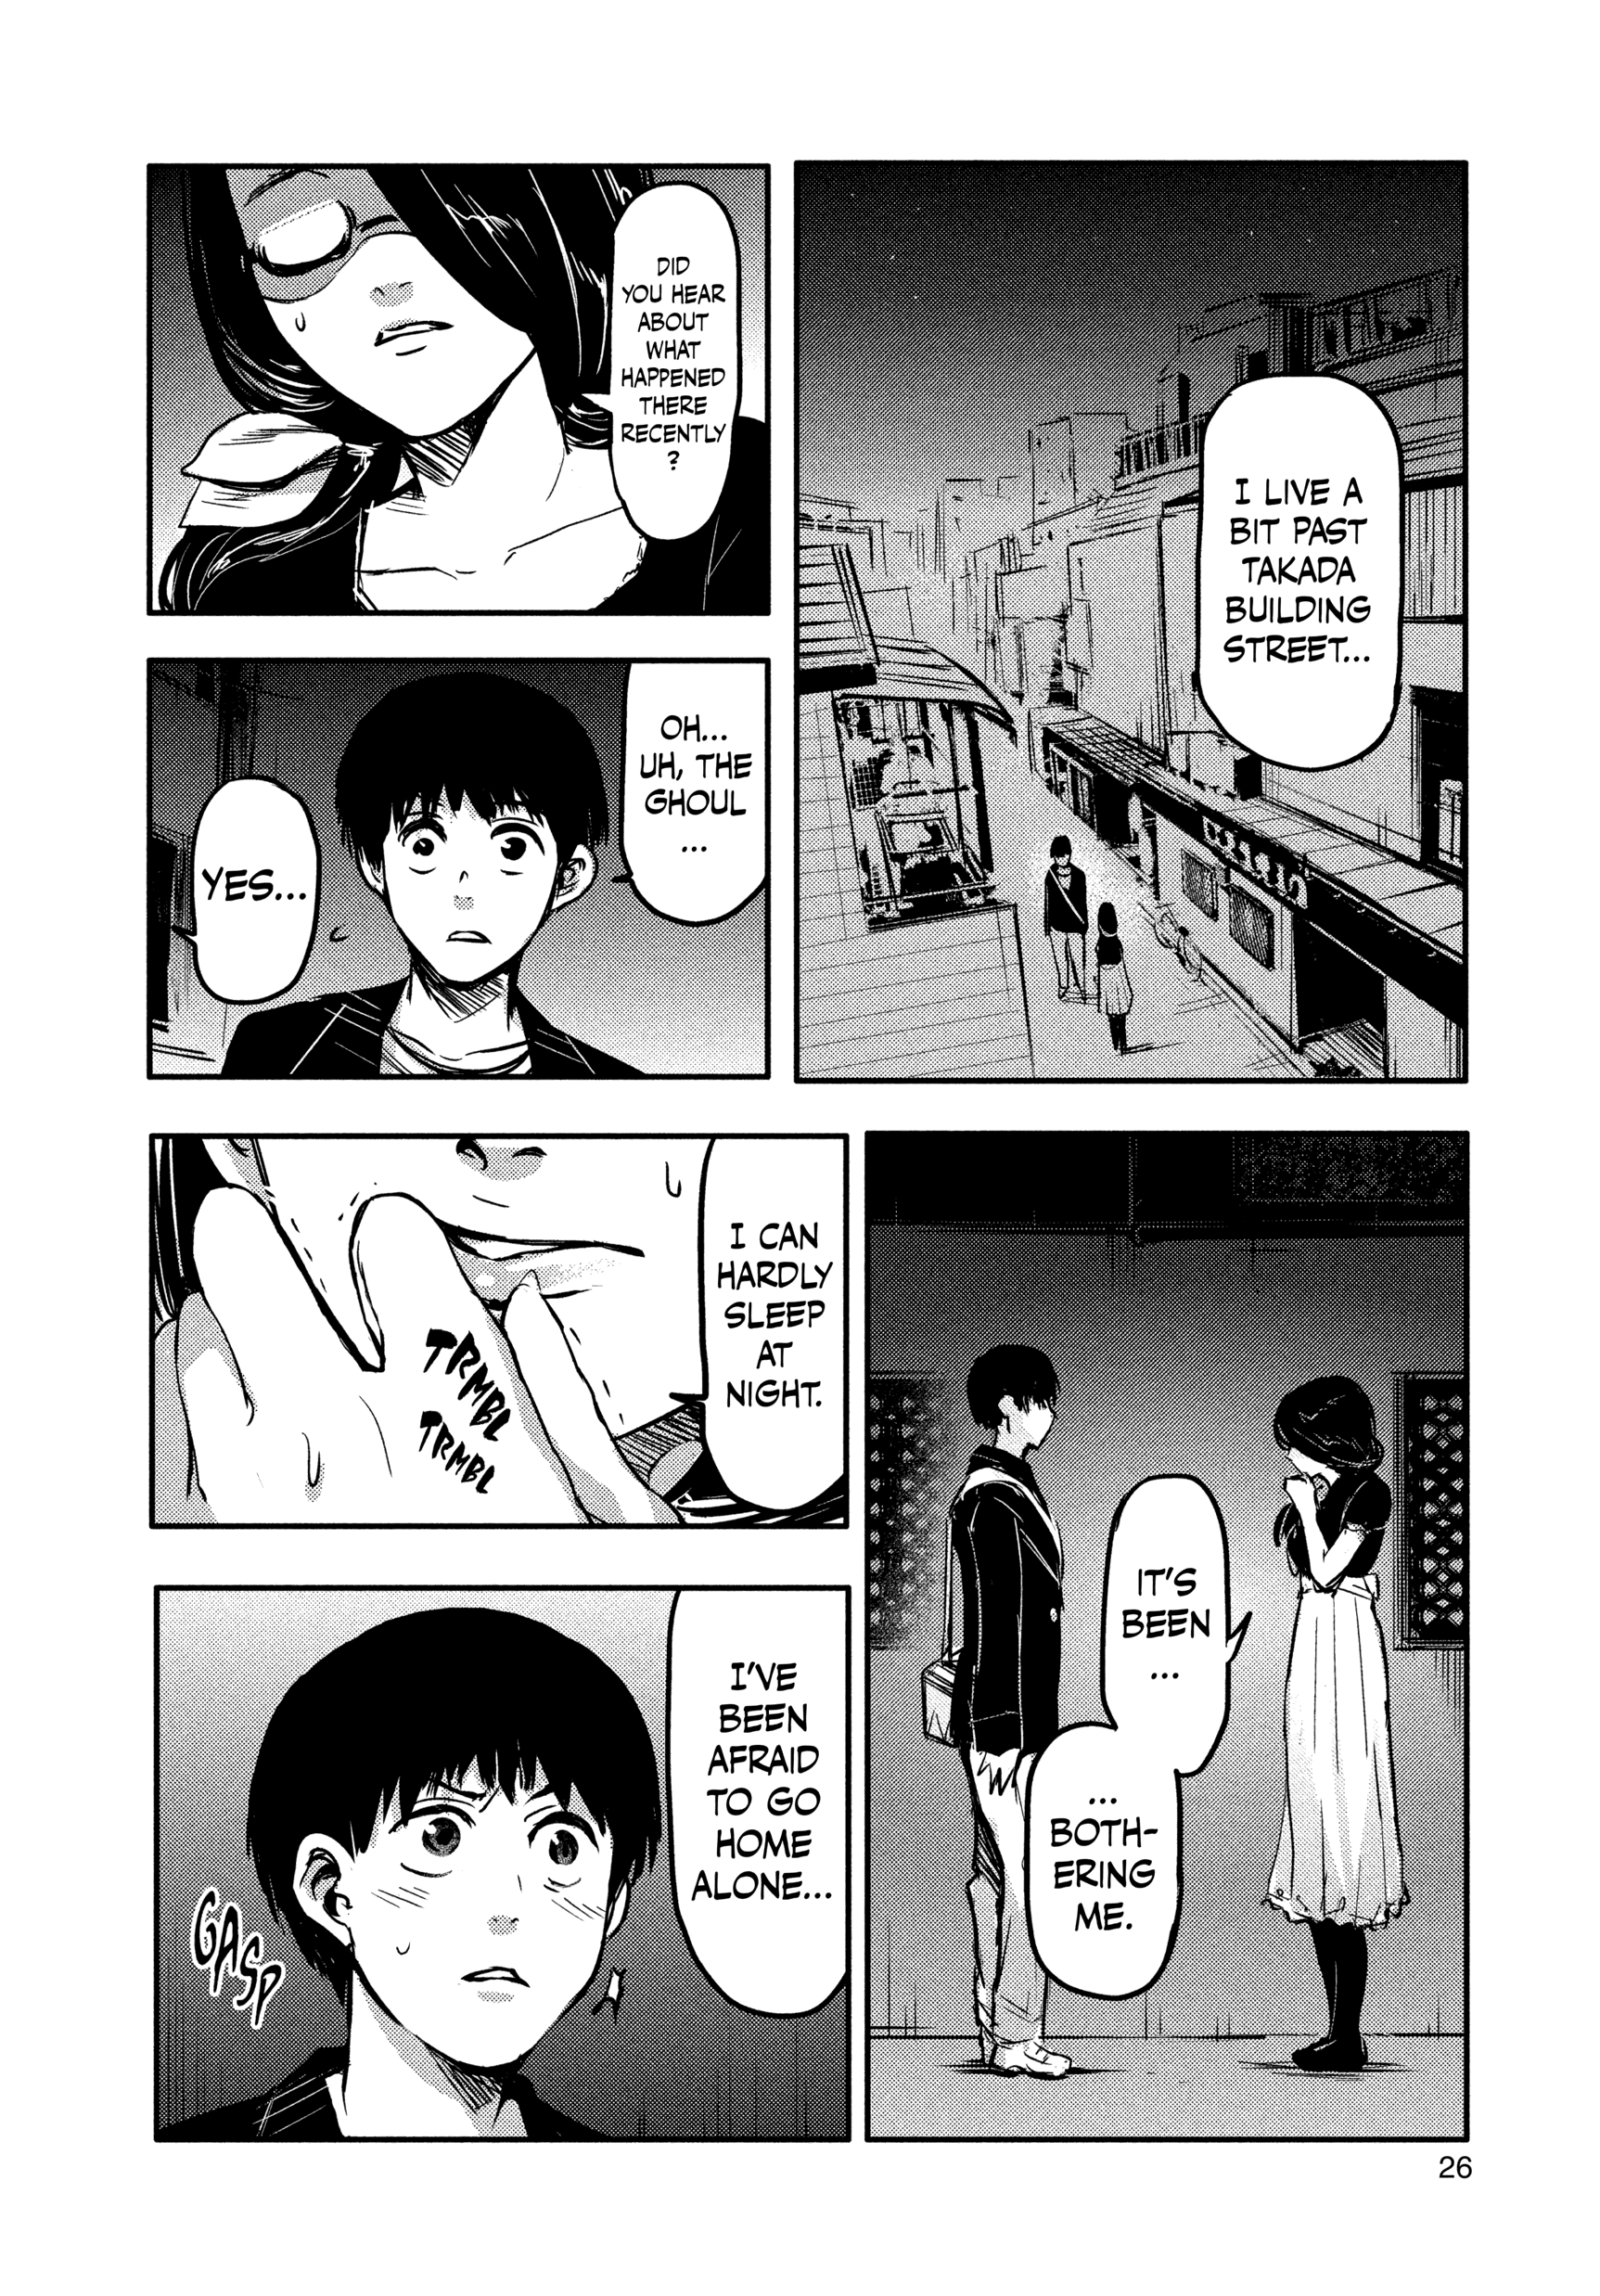 I LIVE A
BIT PAST
TAKADA
BUILDING
STREET...
DID
YOU HEAR
ABOUT
WHAT
HAPPENED
THERE
RECENTLY
?
OH...
UH, THE
GHOUL
...
YES...
IT'S
BEEN
...
...
BOTH-
ERING
ME.
I CAN
HARDLY
SLEEP
AT
NIGHT.
TRMBL
TRMBL
I'VE
BEEN
AFRAID
TO GO
HOME
ALONE...
GASP
26